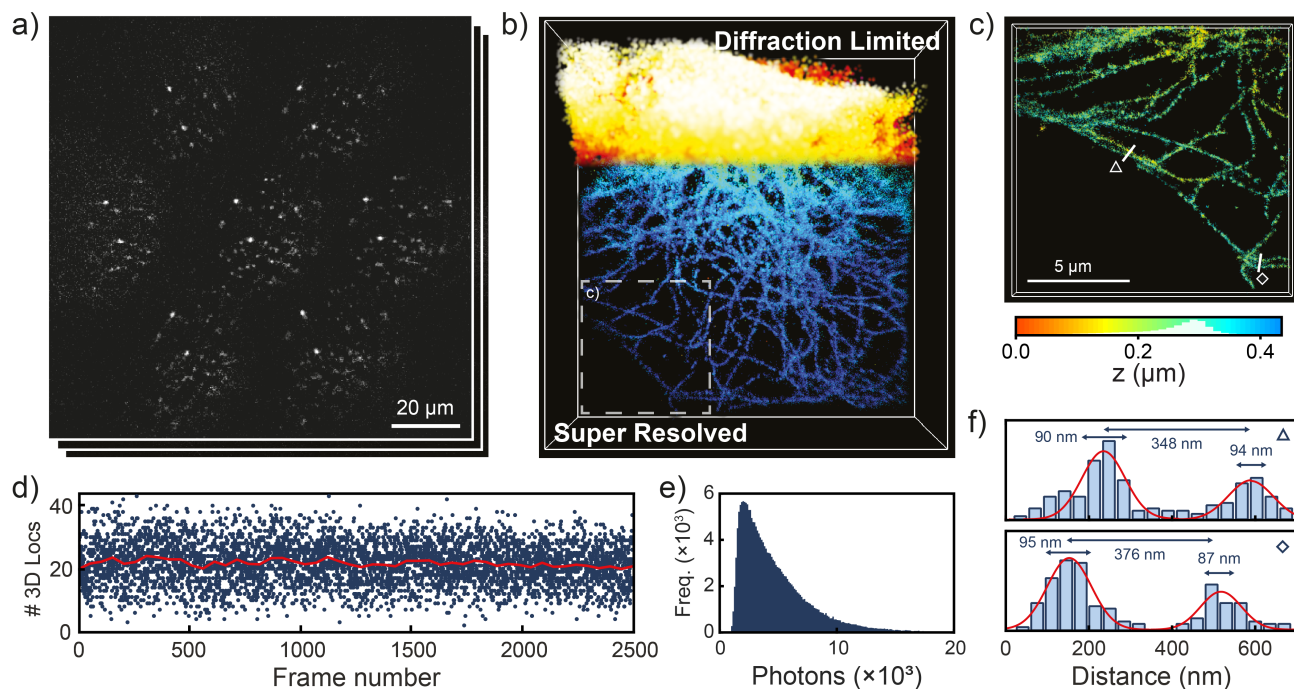 a)
20 µm
b)
Diffraction Limited
c)
Super Resolved
c)
5 µm
0.0 0.2 0.4
z (µm)
d)
# 3D Locs
40
20
0
0 500 1000 1500 2000 2500
Frame number
e)
Freq. (×10³)
6
4
2
0
0 10 20
Photons (×10³)
f)
90 nm
348 nm
94 nm
95 nm
376 nm
87 nm
0 200 400 600
Distance (nm)